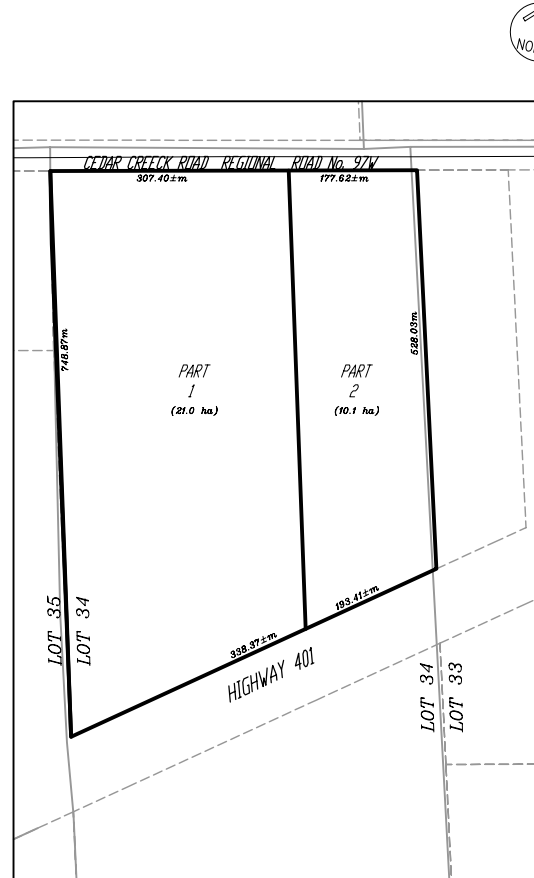 CEDAR CREECK ROAD REGIONAL ROAD No. 97W
307.40±m
177.62±m
748.87m
528.03m
PART
1
(21.0 ha)
PART
2
(10.1 ha)
193.41±m
338.37±m
HIGHWAY 401
LOT 35
LOT 34
LOT 34
LOT 33